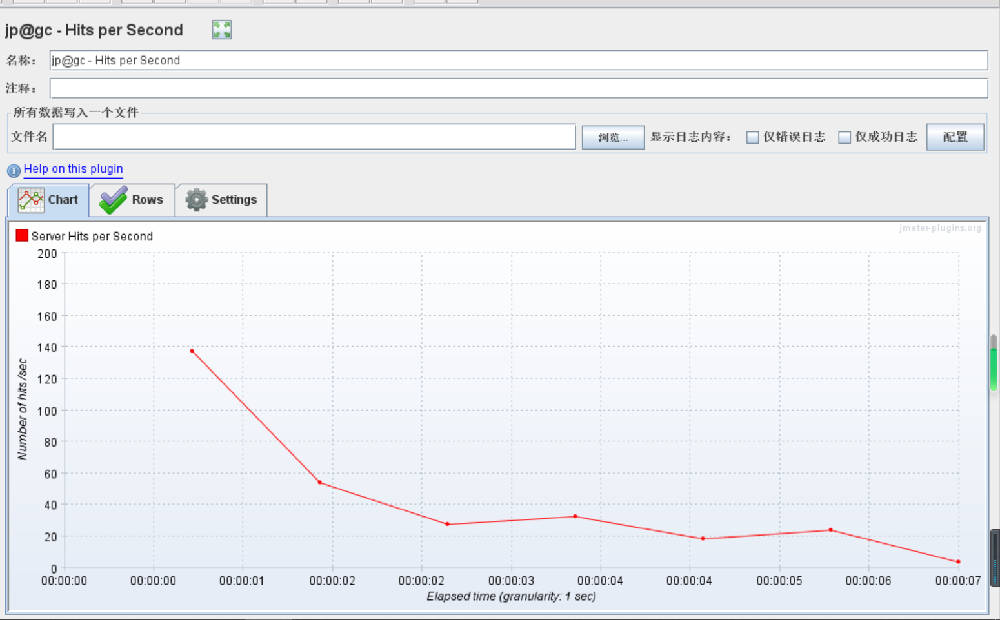 jp@gc - Hits per Second
名称： jp@gc - Hits per Second
注释：
所有数据写入一个文件
文件名 浏览... 显示日志内容： 仅错误日志 仅成功日志 配置
Help on this plugin
Chart Rows Settings
jmeter-plugins.org
Server Hits per Second
200
180
160
140
120
100
80
60
40
20
0
Number of hits /sec
00:00:00 00:00:00 00:00:01 00:00:02 00:00:02 00:00:03 00:00:04 00:00:04 00:00:05 00:00:06 00:00:07
Elapsed time (granularity: 1 sec)